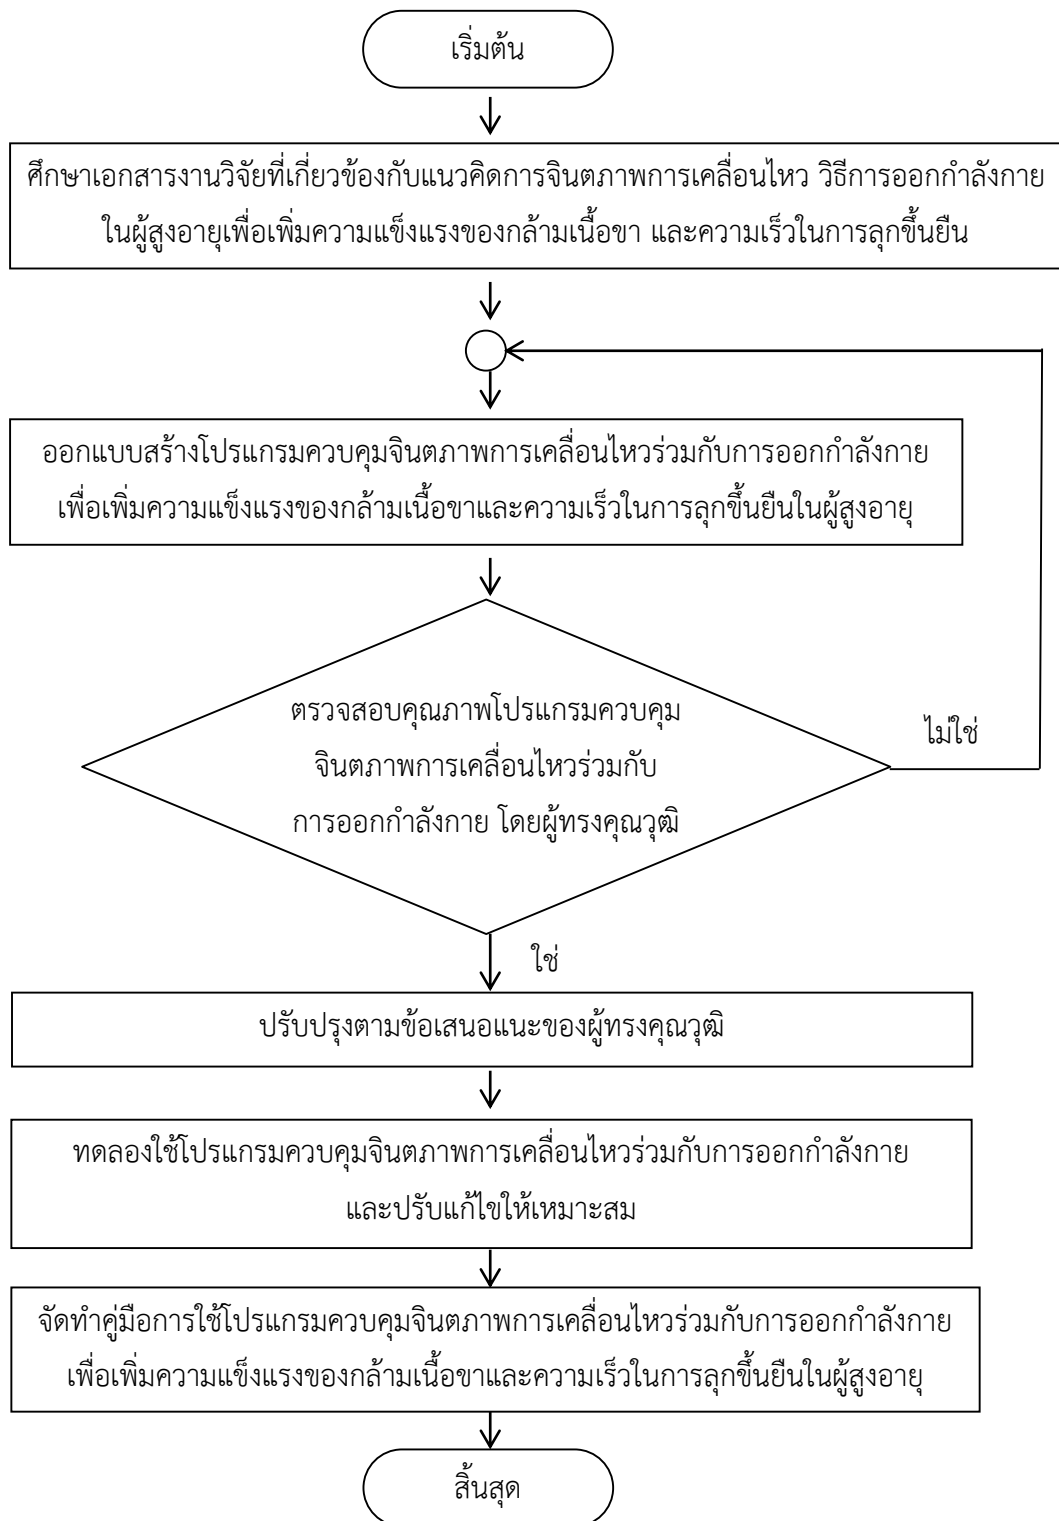 เริ่มต้น
ศึกษาเอกสารงานวิจัยที่เกี่ยวข้องกับแนวคิดการจินตภาพการเคลื่อนไหว วิธีการออกกำลังกาย
ในผู้สูงอายุเพื่อเพิ่มความแข็งแรงของกล้ามเนื้อขา และความเร็วในการลุกขึ้นยืน
ออกแบบสร้างโปรแกรมควบคุมจินตภาพการเคลื่อนไหวร่วมกับการออกกำลังกาย
เพื่อเพิ่มความแข็งแรงของกล้ามเนื้อขาและความเร็วในการลุกขึ้นยืนในผู้สูงอายุ
ตรวจสอบคุณภาพโปรแกรมควบคุม
จินตภาพการเคลื่อนไหวร่วมกับ
การออกกำลังกาย โดยผู้ทรงคุณวุฒิ
ไม่ใช่
ใช่
ปรับปรุงตามข้อเสนอแนะของผู้ทรงคุณวุฒิ
ทดลองใช้โปรแกรมควบคุมจินตภาพการเคลื่อนไหวร่วมกับการออกกำลังกาย
และปรับแก้ไขให้เหมาะสม
จัดทำคู่มือการใช้โปรแกรมควบคุมจินตภาพการเคลื่อนไหวร่วมกับการออกกำลังกาย
เพื่อเพิ่มความแข็งแรงของกล้ามเนื้อขาและความเร็วในการลุกขึ้นยืนในผู้สูงอายุ
สิ้นสุด